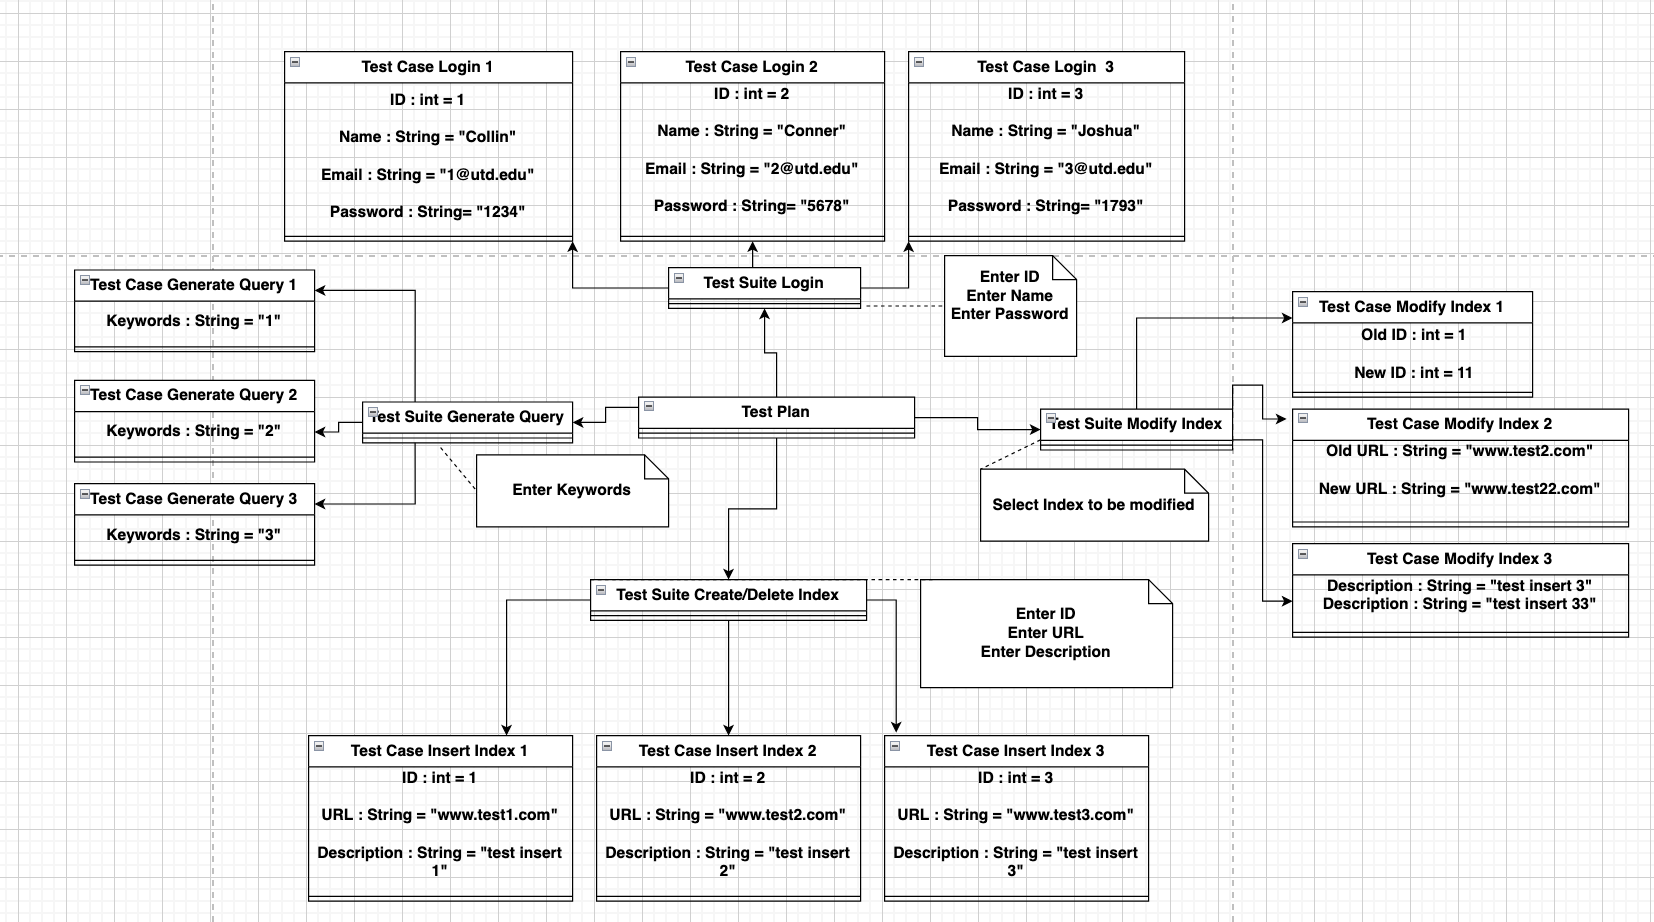 Test Case Login 1
ID : int = 1
Name : String = "Collin"
Email : String = "1@utd.edu"
Password : String= "1234"
Test Case Login 2
ID : int = 2
Name : String = "Conner"
Email : String = "2@utd.edu"
Password : String= "5678"
Test Case Login 3
ID : int = 3
Name : String = "Joshua"
Email : String = "3@utd.edu"
Password : String= "1793"
Test Suite Login
Enter ID
Enter Name
Enter Password
Test Case Generate Query 1
Keywords : String = "1"
Test Case Generate Query 2
Keywords : String = "2"
Test Case Generate Query 3
Keywords : String = "3"
Test Suite Generate Query
Enter Keywords
Test Plan
Test Suite Modify Index
Select Index to be modified
Test Case Modify Index 1
Old ID : int = 1
New ID : int = 11
Test Case Modify Index 2
Old URL : String = "www.test2.com"
New URL : String = "www.test22.com"
Test Case Modify Index 3
Description : String = "test insert 3"
Description : String = "test insert 33"
Test Suite Create/Delete Index
Enter ID
Enter URL
Enter Description
Test Case Insert Index 1
ID : int = 1
URL : String = "www.test1.com"
Description : String = "test insert
1"
Test Case Insert Index 2
ID : int = 2
URL : String = "www.test2.com"
Description : String = "test insert
2"
Test Case Insert Index 3
ID : int = 3
URL : String = "www.test3.com"
Description : String = "test insert
3"